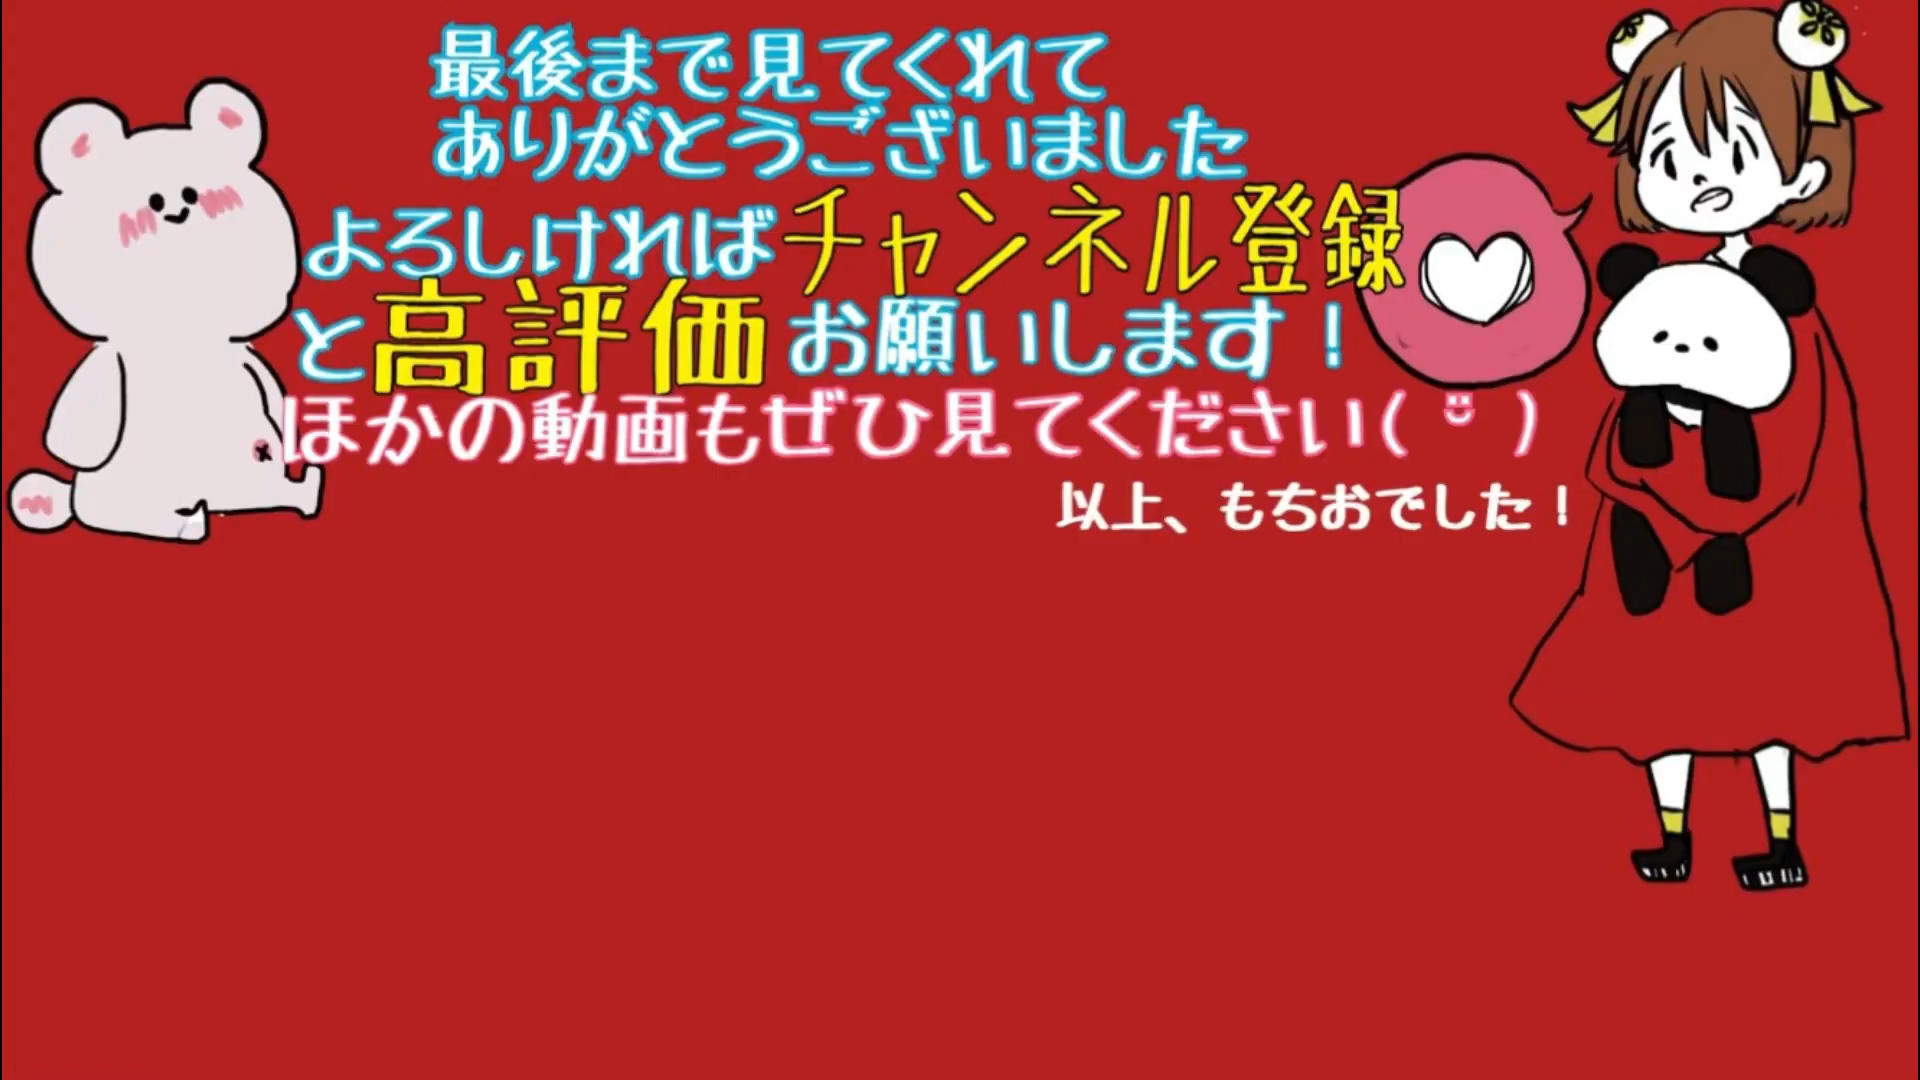 最後まで見てくれて
ありがとうございました
よろしければチャンネル登録
と高評価お願いします！
ほかの動画もぜひ見てください( ¨̮ )
以上、もちおでした！